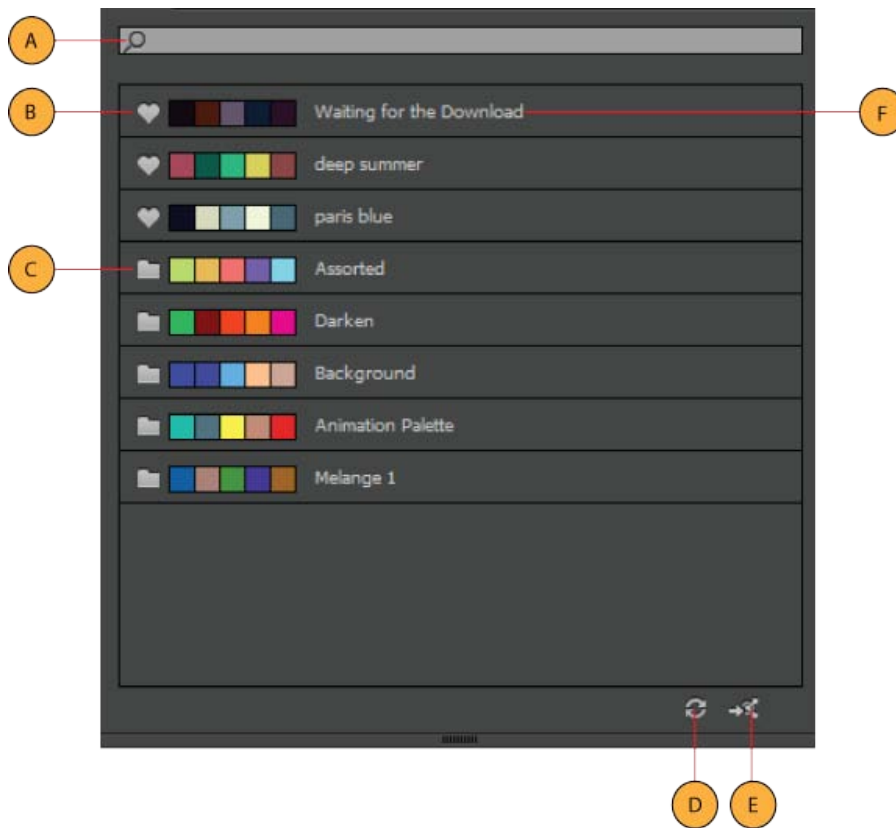 A
B
Waiting for the Download
F
deep summer
paris blue
C
Assorted
Darken
Background
Animation Palette
Melange 1
D
E